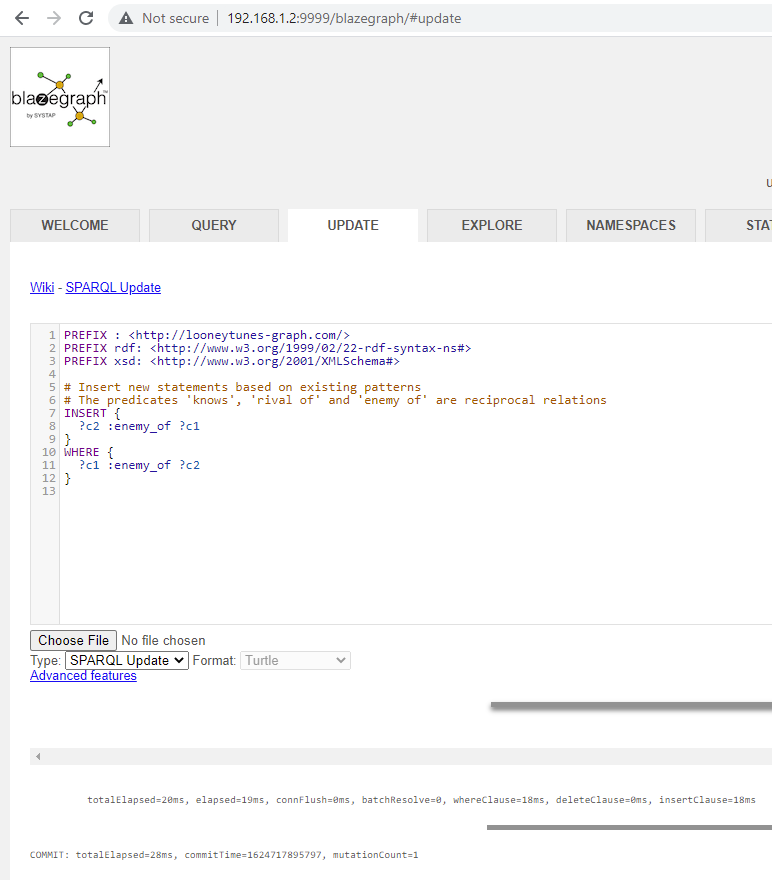 Not secure | 192.168.1.2:9999/blazegraph/#update
blazegraph™
by SYSTAP
WELCOME QUERY UPDATE EXPLORE NAMESPACES STAT
Wiki - SPARQL Update
1 PREFIX : <http://looneytunes-graph.com/>
2 PREFIX rdf: <http://www.w3.org/1999/02/22-rdf-syntax-ns#>
3 PREFIX xsd: <http://www.w3.org/2001/XMLSchema#>
4
5 # Insert new statements based on existing patterns
6 # The predicates 'knows', 'rival of' and 'enemy of' are reciprocal relations
7 INSERT {
8   ?c2 :enemy_of ?c1
9 }
10 WHERE {
11   ?c1 :enemy_of ?c2
12 }
13
Choose File No file chosen
Type: SPARQL Update Format: Turtle
Advanced features
totalElapsed=20ms, elapsed=19ms, connFlush=0ms, batchResolve=0, whereClause=18ms, deleteClause=0ms, insertClause=18ms
COMMIT: totalElapsed=28ms, commitTime=1624717895797, mutationCount=1